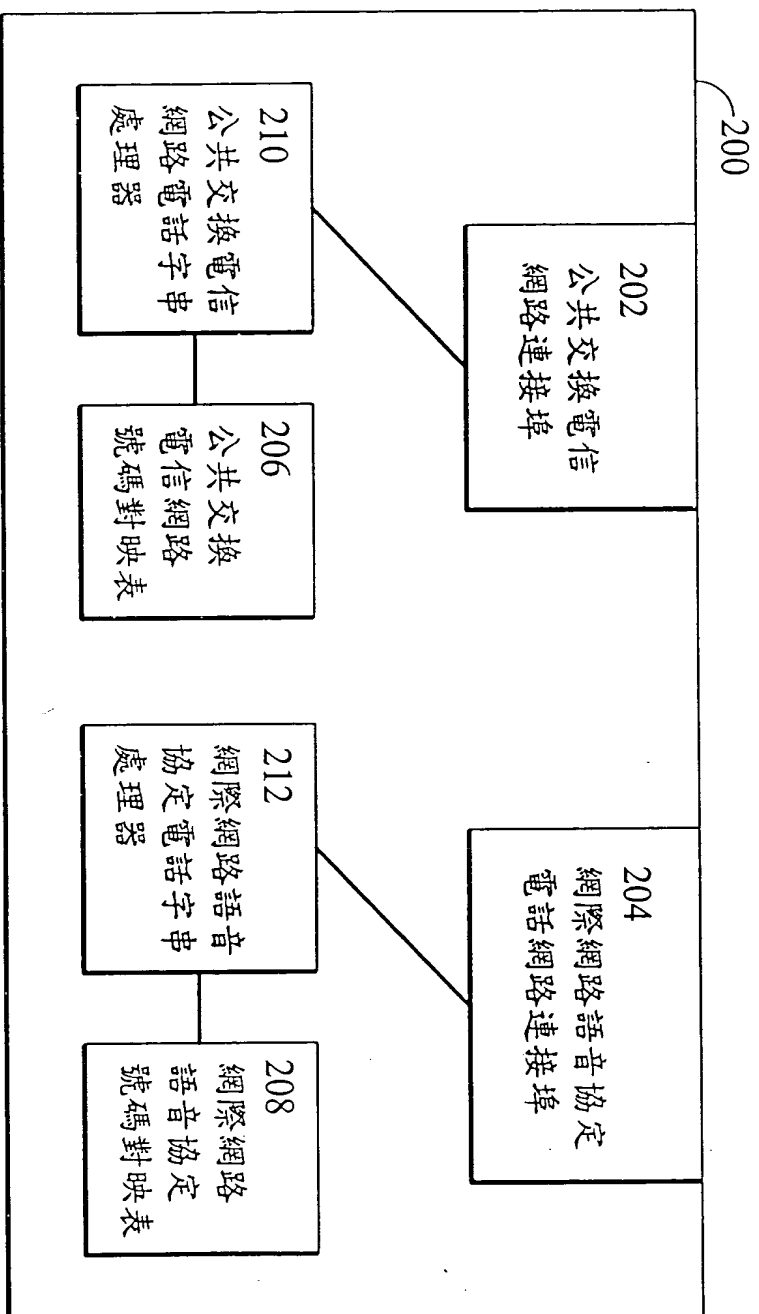 200
202
公共交換電信
網路連接埠
204
網際網路語音協定
電話網路連接埠
210
公共交換電信
網路電話字串
處理器
206
公共交換
電信網路
號碼對映表
212
網際網路語音
協定電話字串
處理器
208
網際網路
語音協定
號碼對映表